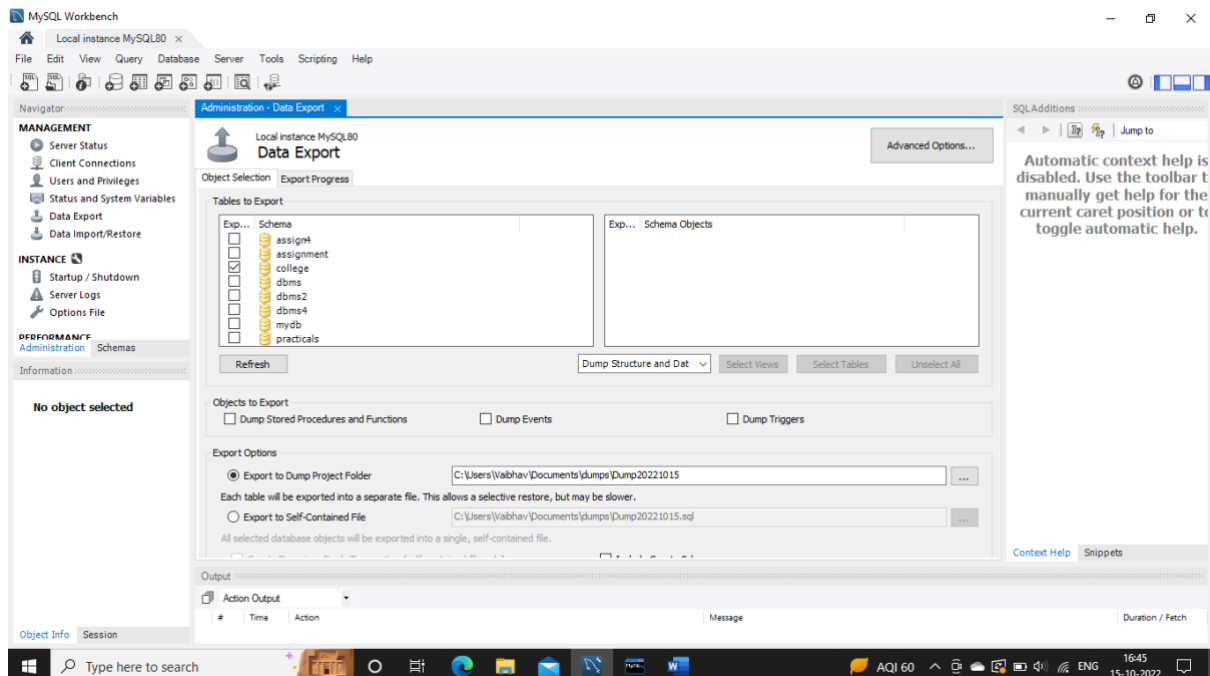 MySQL Workbench
Local instance MySQL80
File Edit View Query Database Server Tools Scripting Help
Navigator
MANAGEMENT
Server Status
Client Connections
Users and Privileges
Status and System Variables
Data Export
Data Import/Restore
INSTANCE
Startup / Shutdown
Server Logs
Options File
PERFORMANCE
Administration Schemas
Information
No object selected
Object Info Session
Administration - Data Export
Local instance MySQL80
Data Export
Advanced Options...
Object Selection Export Progress
Tables to Export
Exp... Schema
assign4
assignment
college
dbms
dbms2
dbms4
mydb
practicals
Exp... Schema Objects
Refresh
Dump Structure and Dat
Select Views
Select Tables
Unselect All
Objects to Export
Dump Stored Procedures and Functions
Dump Events
Dump Triggers
Export Options
Export to Dump Project Folder
C:\Users\Vaibhav\Documents\dumps\Dump20221015
...
Each table will be exported into a separate file. This allows a selective restore, but may be slower.
Export to Self-Contained File
C:\Users\Vaibhav\Documents\dumps\Dump20221015.sql
...
All selected database objects will be exported into a single, self-contained file.
Output
Action Output
# Time Action Message Duration / Fetch
SQLAdditions
Jump to
Automatic context help is
disabled. Use the toolbar t
manually get help for the
current caret position or to
toggle automatic help.
Context Help Snippets
Type here to search
AQI 60
ENG
16:45
15-10-2022